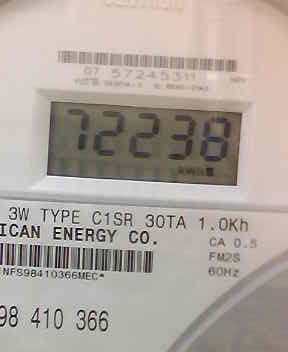 07 57245311
72238
kWh
3W TYPE C1SR 30TA 1.0Kh
ICAN ENERGY CO.
CA 0.5
FM2S
NFS98410366MEC*
60Hz
98 410 366